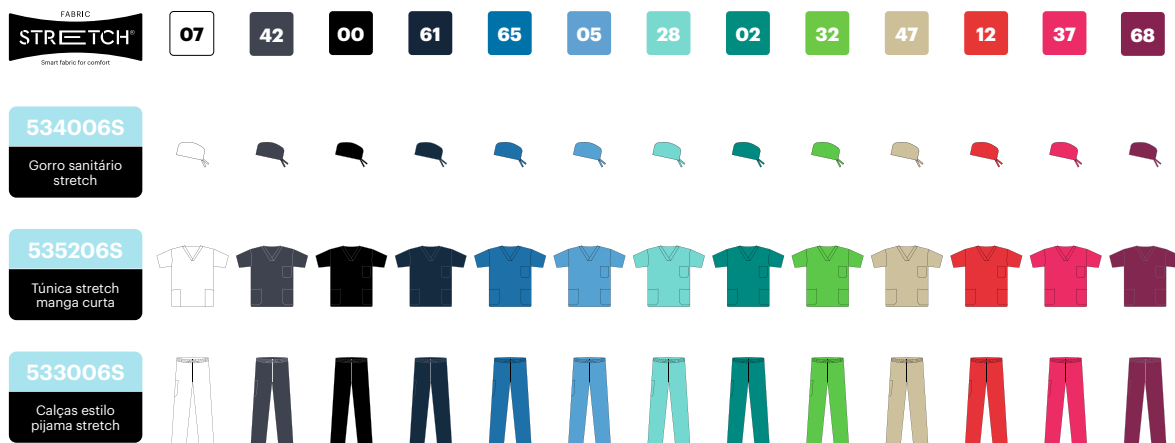 FABRIC
STRETCH®
Smart fabric for comfort
07 42 00 61 65 05 28 02 32 47 12 37 68
534006S
Gorro sanitário
stretch
535206S
Túnica stretch
manga curta
533006S
Calças estilo
pijama stretch